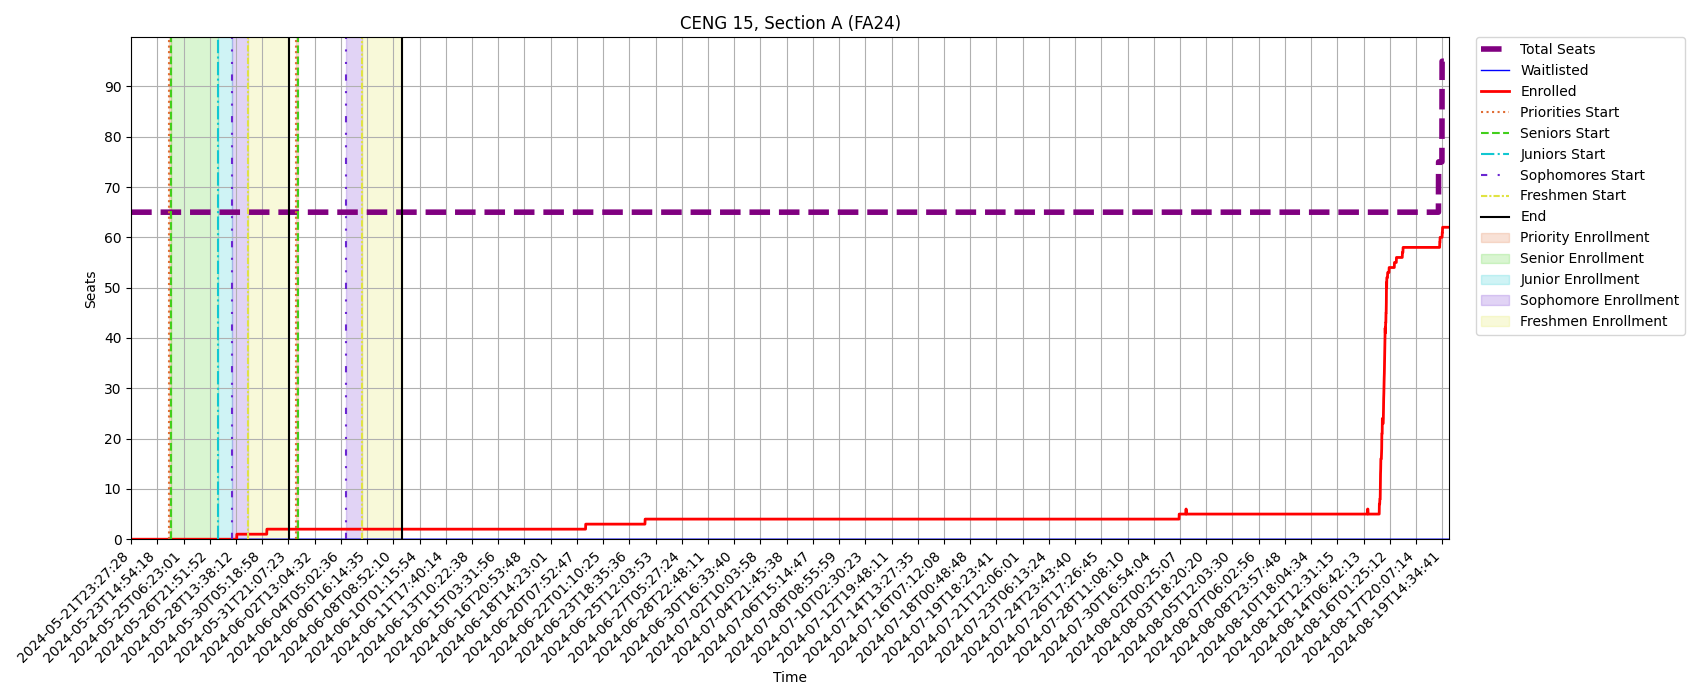 CENG 15, Section A (FA24)
Total Seats
Waitlisted
Enrolled
Priorities Start
Seniors Start
Juniors Start
Sophomores Start
Freshmen Start
End
Priority Enrollment
Senior Enrollment
Junior Enrollment
Sophomore Enrollment
Freshmen Enrollment
Seats
90
80
70
60
50
40
30
20
10
0
2024-05-21T23:27:28
2024-05-23T14:54:18
2024-05-25T06:23:01
2024-05-26T21:51:52
2024-05-28T13:38:12
2024-05-30T05:18:58
2024-05-31T21:07:23
2024-06-02T13:04:32
2024-06-04T05:02:36
2024-06-06T16:14:35
2024-06-08T08:52:10
2024-06-10T01:15:54
2024-06-11T17:40:14
2024-06-13T10:22:38
2024-06-15T03:31:56
2024-06-16T20:53:48
2024-06-18T14:23:01
2024-06-20T07:52:47
2024-06-22T01:10:25
2024-06-23T18:35:36
2024-06-25T12:03:53
2024-06-27T05:27:24
2024-06-28T22:48:11
2024-06-30T16:33:40
2024-07-02T10:03:58
2024-07-04T21:45:38
2024-07-06T15:14:47
2024-07-08T08:55:59
2024-07-10T02:30:23
2024-07-12T19:48:11
2024-07-14T13:27:35
2024-07-16T07:12:08
2024-07-18T00:48:48
2024-07-19T18:23:41
2024-07-21T12:06:01
2024-07-23T06:13:24
2024-07-24T23:43:40
2024-07-26T17:26:45
2024-07-28T11:08:10
2024-07-30T16:54:04
2024-08-02T00:25:07
2024-08-03T18:20:20
2024-08-05T12:03:30
2024-08-07T06:02:56
2024-08-08T23:57:48
2024-08-10T18:04:34
2024-08-12T12:31:15
2024-08-14T06:42:13
2024-08-16T01:25:12
2024-08-17T20:07:14
2024-08-19T14:34:41
Time